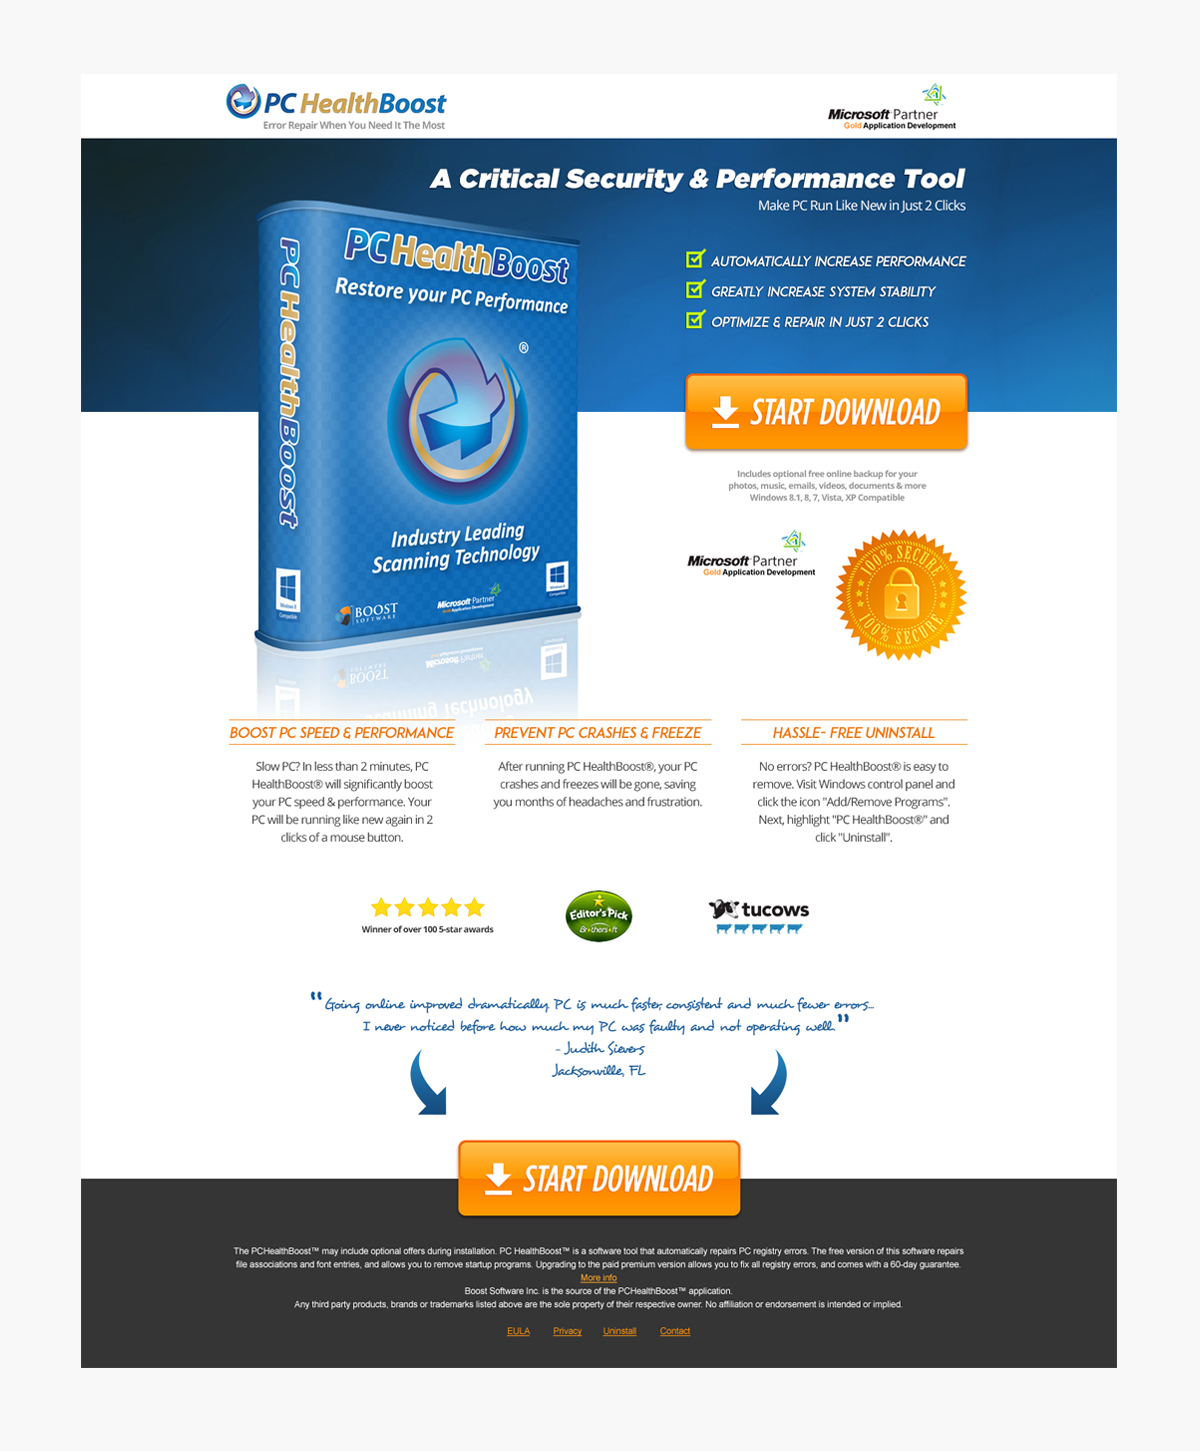 PC HealthBoost
Error Repair When You Need It The Most
Microsoft Partner
Gold Application Development
A Critical Security & Performance Tool
Make PC Run Like New in Just 2 Clicks
AUTOMATICALLY INCREASE PERFORMANCE
GREATLY INCREASE SYSTEM STABILITY
OPTIMIZE & REPAIR IN JUST 2 CLICKS
PC HealthBoost
PC HealthBoost
Restore your PC Performance
®
Industry Leading
Scanning Technology
Windows 8
Compatible
BOOST
SOFTWARE
Microsoft Partner
Gold Application Development
Windows 8
Compatible
START DOWNLOAD
Includes optional free online backup for your
photos, music, emails, videos, documents & more
Windows 8.1, 8, 7, Vista, XP Compatible
Microsoft Partner
Gold Application Development
100% SECURE
100% SECURE
BOOST PC SPEED & PERFORMANCE
Slow PC? In less than 2 minutes, PC
HealthBoost® will significantly boost
your PC speed & performance. Your
PC will be running like new again in 2
clicks of a mouse button.
PREVENT PC CRASHES & FREEZE
After running PC HealthBoost®, your PC
crashes and freezes will be gone, saving
you months of headaches and frustration.
HASSLE- FREE UNINSTALL
No errors? PC HealthBoost® is easy to
remove. Visit Windows control panel and
click the icon "Add/Remove Programs".
Next, highlight "PC HealthBoost®" and
click "Uninstall".
Winner of over 100 5-star awards
Editor's Pick
Brothersoft
tucows
"Going online improved dramatically. PC is much faster, consistent and much fewer errors...
I never noticed before how much my PC was faulty and not operating well."
- Judith Sievers
Jacksonville, FL
START DOWNLOAD
The PCHealthBoost™ may include optional offers during installation. PC HealthBoost™ is a software tool that automatically repairs PC registry errors. The free version of this software repairs
file associations and font entries, and allows you to remove startup programs. Upgrading to the paid premium version allows you to fix all registry errors, and comes with a 60-day guarantee.
More info
Boost Software Inc. is the source of the PCHealthBoost™ application.
Any third party products, brands or trademarks listed above are the sole property of their respective owner. No affiliation or endorsement is intended or implied.
EULA Privacy Uninstall Contact